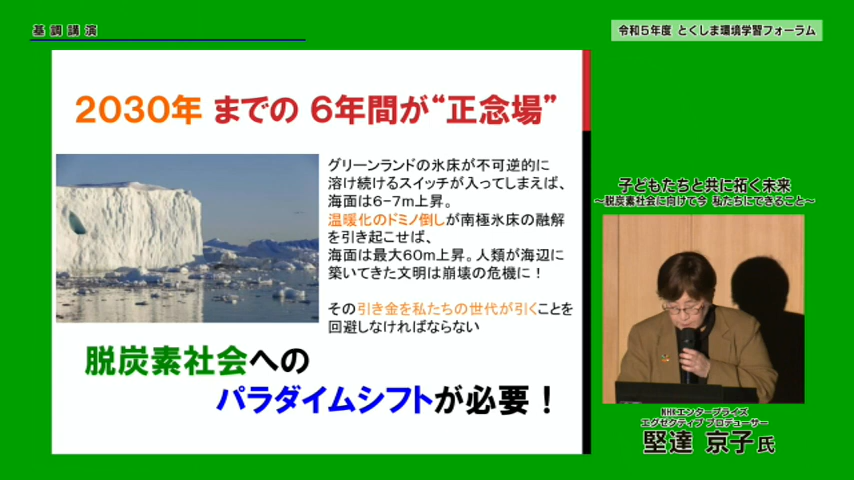 基調講演
令和5年度 とくしま環境学習フォーラム
2030年 までの 6年間が“正念場”
グリーンランドの氷床が不可逆的に
溶け続けるスイッチが入ってしまえば、
海面は6-7m上昇。
温暖化のドミノ倒しが南極氷床の融解
を引き起こせば、
海面は最大60m上昇。人類が海辺に
築いてきた文明は崩壊の危機に！
その引き金を私たちの世代が引くことを
回避しなければならない
脱炭素社会への
パラダイムシフトが必要！
子どもたちと共に拓く未来
～脱炭素社会に向けて今 私たちにできること～
NHKエンタープライズ
エグゼクティブ プロデューサー
堅達 京子 氏